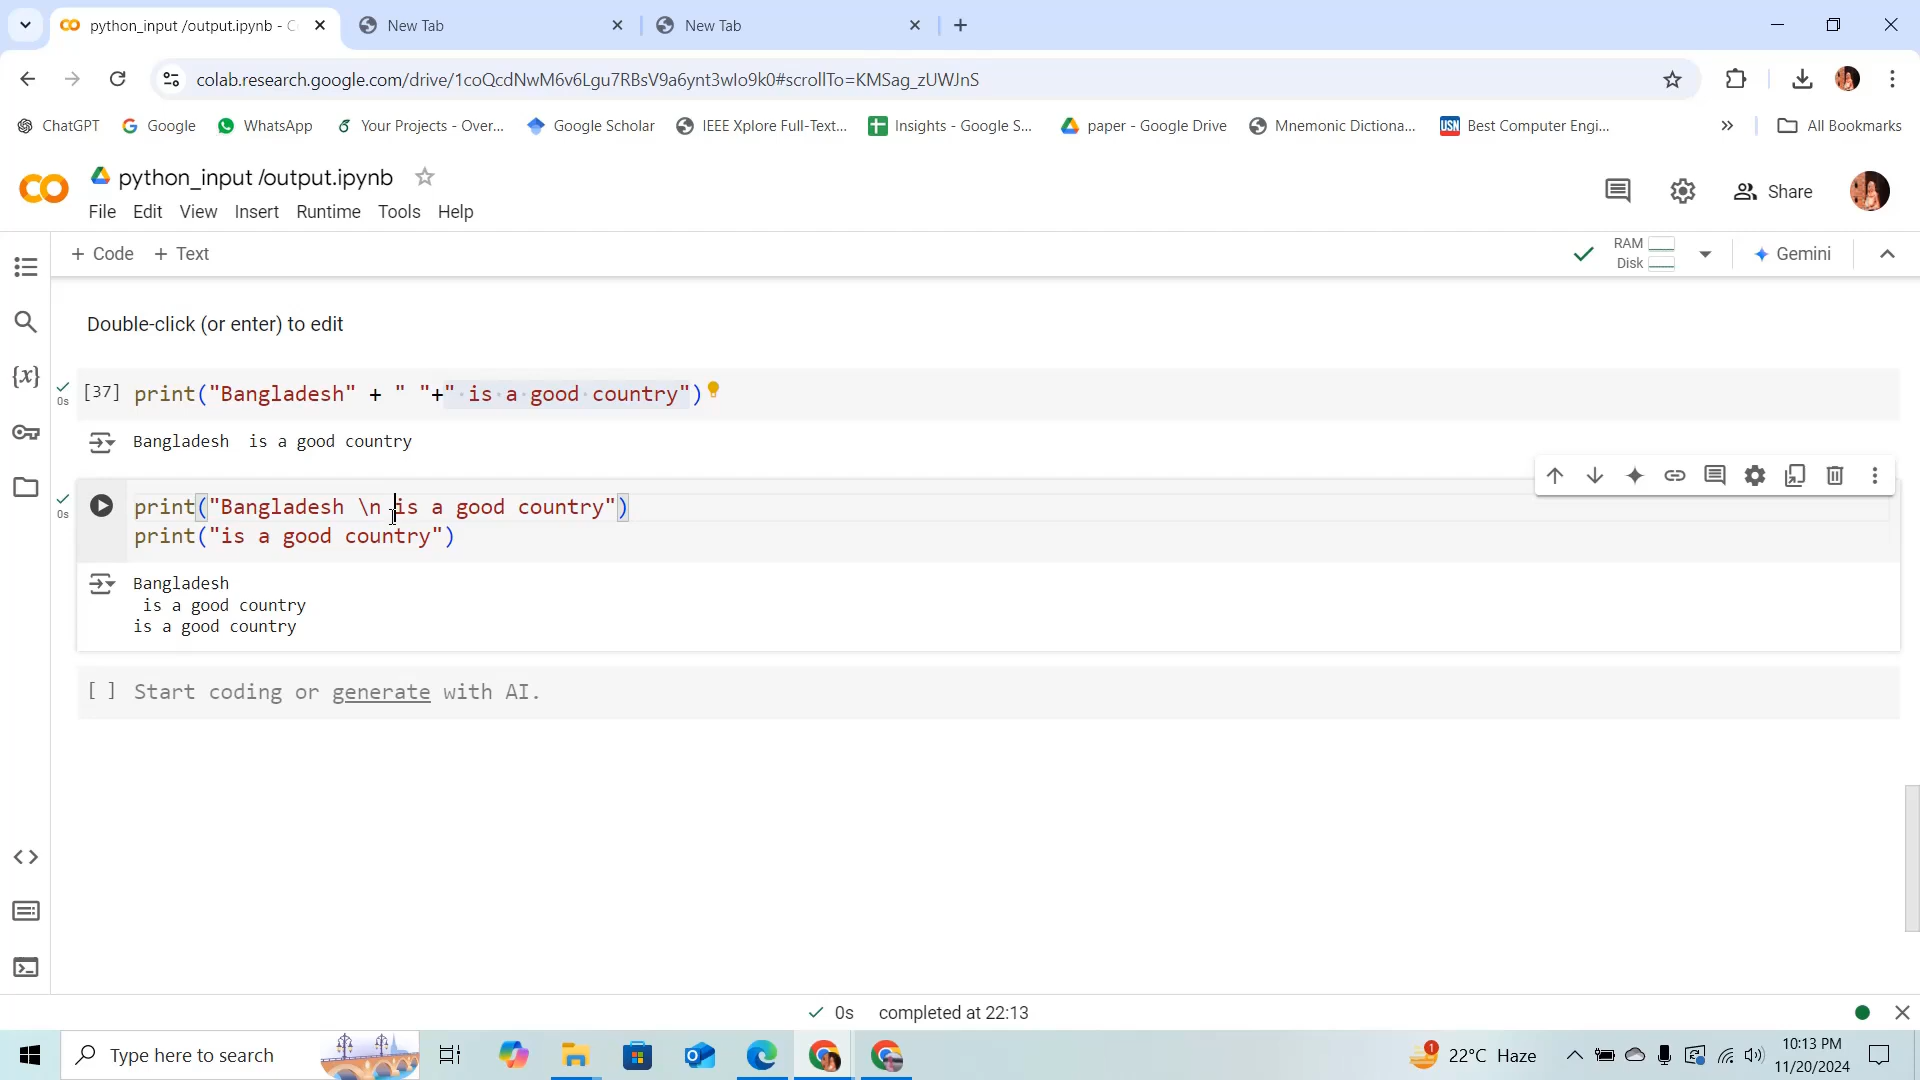 python_input /output.ipynb - C
New Tab
New Tab
colab.research.google.com/drive/1coQcdNwM6v6Lgu7RBsV9a6ynt3wIo9k0#scrollTo=KMSag_zUWJnS
ChatGPT
Google
WhatsApp
Your Projects - Over...
Google Scholar
IEEE Xplore Full-Text...
Insights - Google S...
paper - Google Drive
Mnemonic Dictiona...
USN
Best Computer Engi...
All Bookmarks
CO
python_input /output.ipynb
File Edit View Insert Runtime Tools Help
Share
+ Code + Text
RAM
Disk
Gemini
Double-click (or enter) to edit
0s
[37] print("Bangladesh" + " "+" is a good country")
Bangladesh  is a good country
0s
print("Bangladesh \n is a good country")
print("is a good country")
Bangladesh
 is a good country
is a good country
[ ] Start coding or generate with AI.
{x}
0s completed at 22:13
Type here to search
1
22°C Haze
10:13 PM
11/20/2024